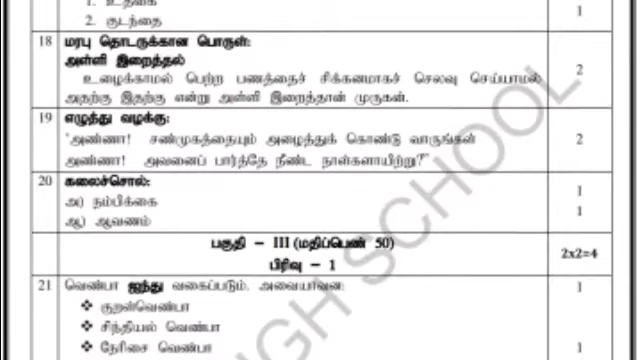 1. உதகை
2. குடந்தை 1
18 மரபு தொடருக்கான பொருள்:
அள்ளி இறைத்தல்
உழைக்காமல் பெற்ற பணத்தைச் சிக்கனமாகச் செலவு செய்யாமல் 2
அதற்கு இதற்கு என்று அள்ளி இறைத்தான் முருகன்.
19 எழுத்து வழக்கு:
"அண்ணா! சண்முகத்தையும் அழைத்துக் கொண்டு வாருங்கள் 2
அண்ணா! அவனைப் பார்த்தே நீண்ட நாள்களாயிற்று?"
20 கலைச்சொல்:
அ) நம்பிக்கை 1
ஆ) ஆவணம் 1
பகுதி – III (மதிப்பெண் 50)
பிரிவு – 1 2x2=4
21 வெண்பா ஐந்து வகைப்படும். அவையாவன: 1
❖ குறள்வெண்பா
❖ சிந்தியல் வெண்பா
❖ நேரிசை வெண்பா 1
GH SCHOOL